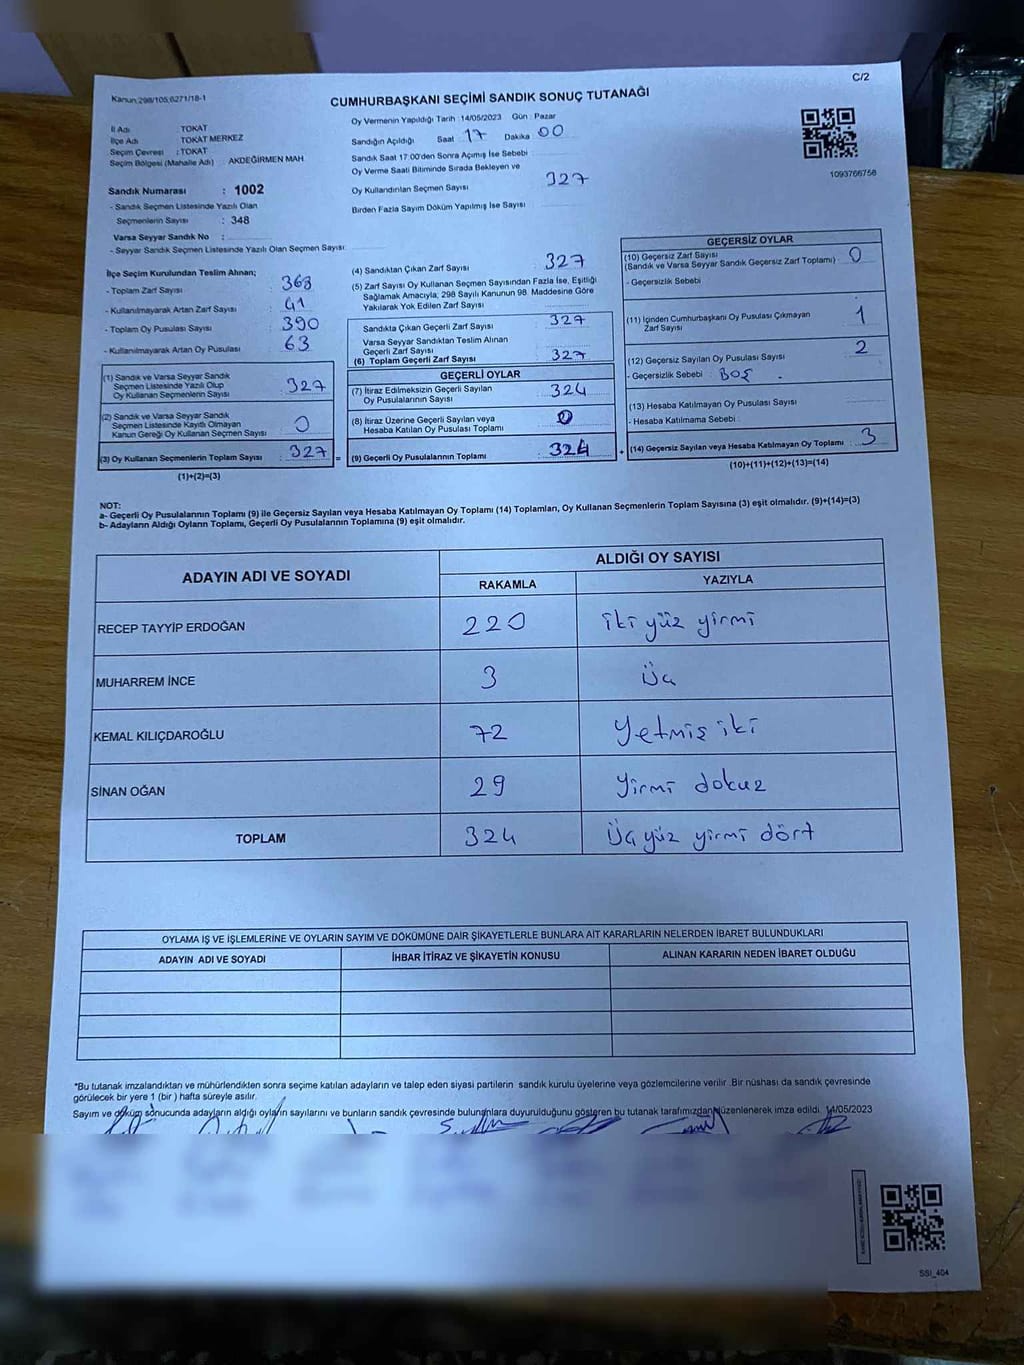 C/2
Kanun;298/105;6271/18-1
CUMHURBAŞKANI SEÇİMİ SANDIK SONUÇ TUTANAĞI
İl Adı : TOKAT
İlçe Adı : TOKAT MERKEZ
Seçim Çevresi : TOKAT
Seçim Bölgesi (Mahalle Adı) : AKDEĞİRMEN MAH.
Sandık Numarası : 1002
- Sandık Seçmen Listesinde Yazılı Olan
Seçmenlerin Sayısı : 348
Varsa Seyyar Sandık No :
- Seyyar Sandık Seçmen Listesinde Yazılı Olan Seçmen Sayısı:
Oy Vermenin Yapıldığı Tarih :14/05/2023 Gün : Pazar
Sandığın Açıldığı Saat 17 Dakika 00
Sandık Saat 17:00'den Sonra Açımış İse Sebebi
Oy Verme Saati Bitiminde Sırada Bekleyen ve
Oy Kullandırılan Seçmen Sayısı 327
Birden Fazla Sayım Döküm Yapılmış İse Sayısı
1093766758
İlçe Seçim Kurulundan Teslim Alınan;
- Toplam Zarf Sayısı : 368
- Kullanılmayarak Artan Zarf Sayısı : 41
- Toplam Oy Pusulası Sayısı : 390
- Kullanılmayarak Artan Oy Pusulası : 63
(1) Sandık ve Varsa Seyyar Sandık
Seçmen Listesinde Yazılı Olup
Oy Kullanan Seçmenlerin Sayısı : 327
(2) Sandık ve Varsa Seyyar Sandık
Seçmen Listesinde Kayıtlı Olmayan
Kanun Gereği Oy Kullanan Seçmen Sayısı : 0
(3) Oy Kullanan Seçmenlerin Toplam Sayısı : 327 =
(1)+(2)=(3)
(4) Sandıktan Çıkan Zarf Sayısı 327
(5) Zarf Sayısı Oy Kullanan Seçmen Sayısından Fazla İse, Eşitliği
Sağlamak Amacıyla; 298 Sayılı Kanunun 98. Maddesine Göre
Yakılarak Yok Edilen Zarf Sayısı
Sandıkta Çıkan Geçerli Zarf Sayısı : 327
Varsa Seyyar Sandıktan Teslim Alınan
Geçerli Zarf Sayısı
(6) Toplam Geçerli Zarf Sayısı : 327
GEÇERLİ OYLAR
(7) İtiraz Edilmeksizin Geçerli Sayılan
Oy Pusulalarının Sayısı : 324
(8) İtiraz Üzerine Geçerli Sayılan veya
Hesaba Katılan Oy Pusulası Toplamı : 0
(9) Geçerli Oy Pusulalarının Toplamı : 324 +
GEÇERSİZ OYLAR
(10) Geçersiz Zarf Sayısı
(Sandık ve Varsa Seyyar Sandık Geçersiz Zarf Toplamı) : 0
- Geçersizlik Sebebi
(11) İçinden Cumhurbaşkanı Oy Pusulası Çıkmayan
Zarf Sayısı 1
(12) Geçersiz Sayılan Oy Pusulası Sayısı 2
- Geçersizlik Sebebi : BOŞ
(13) Hesaba Katılmayan Oy Pusulası Sayısı
- Hesaba Katılmama Sebebi :
(14) Geçersiz Sayılan veya Hesaba Katılmayan Oy Toplamı : 3
(10)+(11)+(12)+(13)=(14)
NOT:
a- Geçerli Oy Pusulalarının Toplamı (9) ile Geçersiz Sayılan veya Hesaba Katılmayan Oy Toplamı (14) Toplamları, Oy Kullanan Seçmenlerin Toplam Sayısına (3) eşit olmalıdır. (9)+(14)=(3)
b- Adayların Aldığı Oyların Toplamı, Geçerli Oy Pusulalarının Toplamına (9) eşit olmalıdır.
ADAYIN ADI VE SOYADI ALDIĞI OY SAYISI
RAKAMLA YAZIYLA
RECEP TAYYİP ERDOĞAN 220 iki yüz yirmi
MUHARREM İNCE 3 Üç
KEMAL KILIÇDAROĞLU 72 Yetmiş iki
SİNAN OĞAN 29 Yirmi dokuz
TOPLAM 324 Üç yüz yirmi dört
OYLAMA İŞ VE İŞLEMLERİNE VE OYLARIN SAYIM VE DÖKÜMÜNE DAİR ŞİKAYETLERLE BUNLARA AİT KARARLARIN NELERDEN İBARET BULUNDUKLARI
ADAYIN ADI VE SOYADI İHBAR İTİRAZ VE ŞİKAYETİN KONUSU ALINAN KARARIN NEDEN İBARET OLDUĞU
*Bu tutanak imzalandıktan ve mühürlendikten sonra seçime katılan adayların ve talep eden siyasi partilerin sandık kurulu üyelerine veya gözlemcilerine verilir. Bir nüshası da sandık çevresinde
görülecek bir yere 1 (bir ) hafta süreyle asılır.
Sayım ve döküm sonucunda adayların aldığı oyların sayılarını ve bunların sandık çevresinde bulunanlara duyurulduğunu gösteren bu tutanak tarafımızdan düzenlenerek imza edildi. 14/05/2023
SSI_404